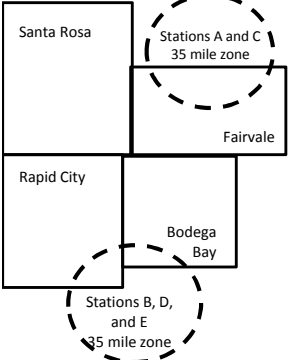 Santa Rosa
Stations A and C
35 mile zone
Fairvale
Rapid City
Bodega
Bay
Stations B, D,
and E
35 mile zone